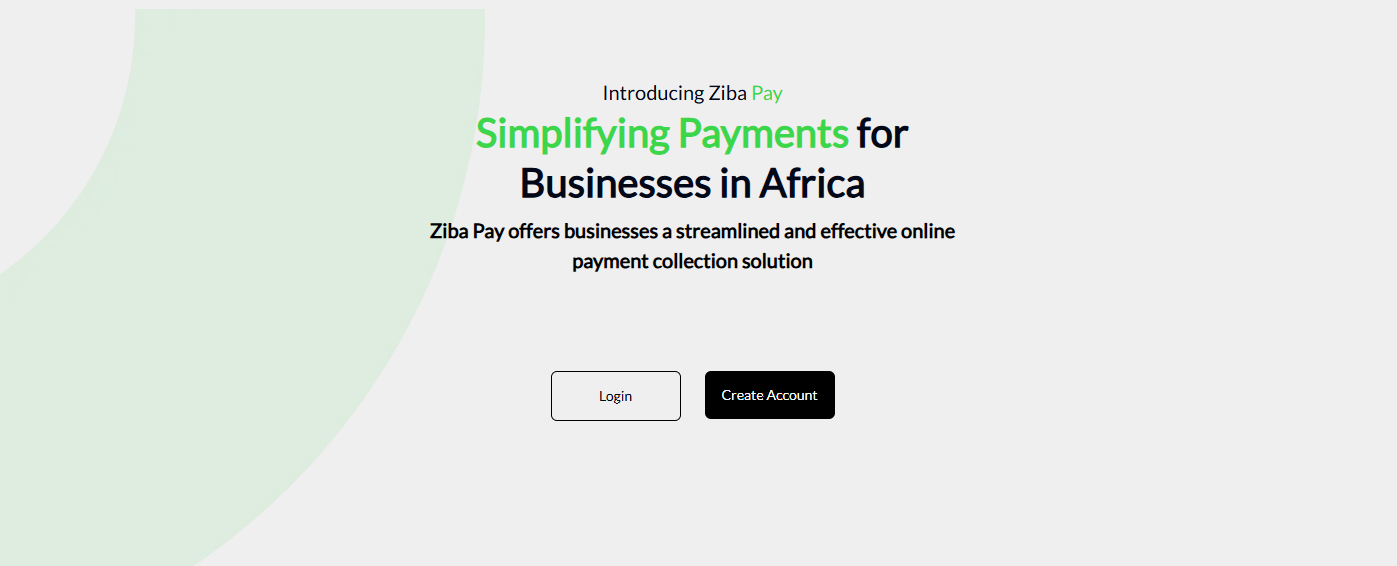 Introducing Ziba Pay
Simplifying Payments for
Businesses in Africa
Ziba Pay offers businesses a streamlined and effective online
payment collection solution
Login
Create Account